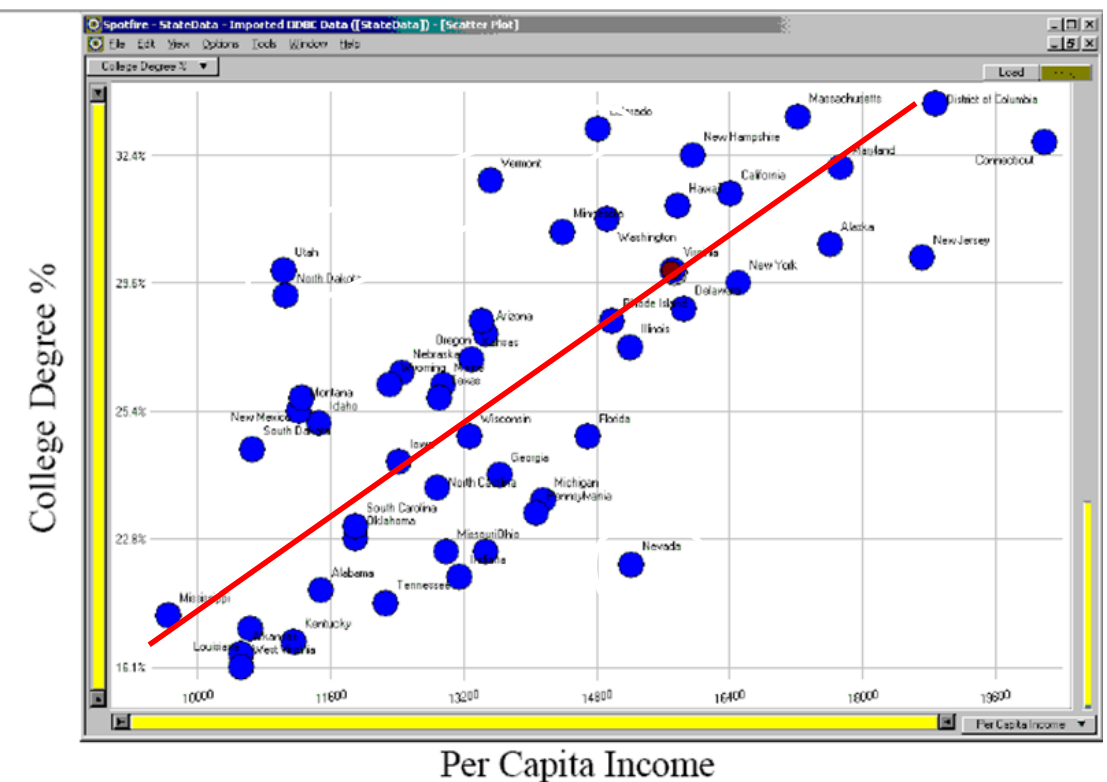 Spotfire - StateData - Imported ODBC Data ([StateData]) - [Scatter Plot]
File Edit View Options Tools Window Help
College Degree %
Load
Massachusetts
District of Columbia
New Hampshire
32.4%
Vermont
Maryland
Connecticut
California
Hawaii
Minnesota
Washington
Alaska
New Jersey
Utah
Virginia
North Dakota
New York
29.6%
Delaware
Rhode Island
Arizona
Illinois
Oregon
Kansas
Nebraska
Wyoming
Texas
Montana
Idaho
25.4%
New Mexico
South Dakota
Wisconsin
Florida
Iowa
Georgia
North Carolina
Michigan
Pennsylvania
South Carolina
Oklahoma
22.8%
Missouri
Ohio
Nevada
Indiana
Alabama
Tennessee
Mississippi
Kentucky
Arkansas
Louisiana
West Virginia
10000 11600 13200 14800 16400 18000 19600
Per Capita Income
College Degree %
Per Capita Income